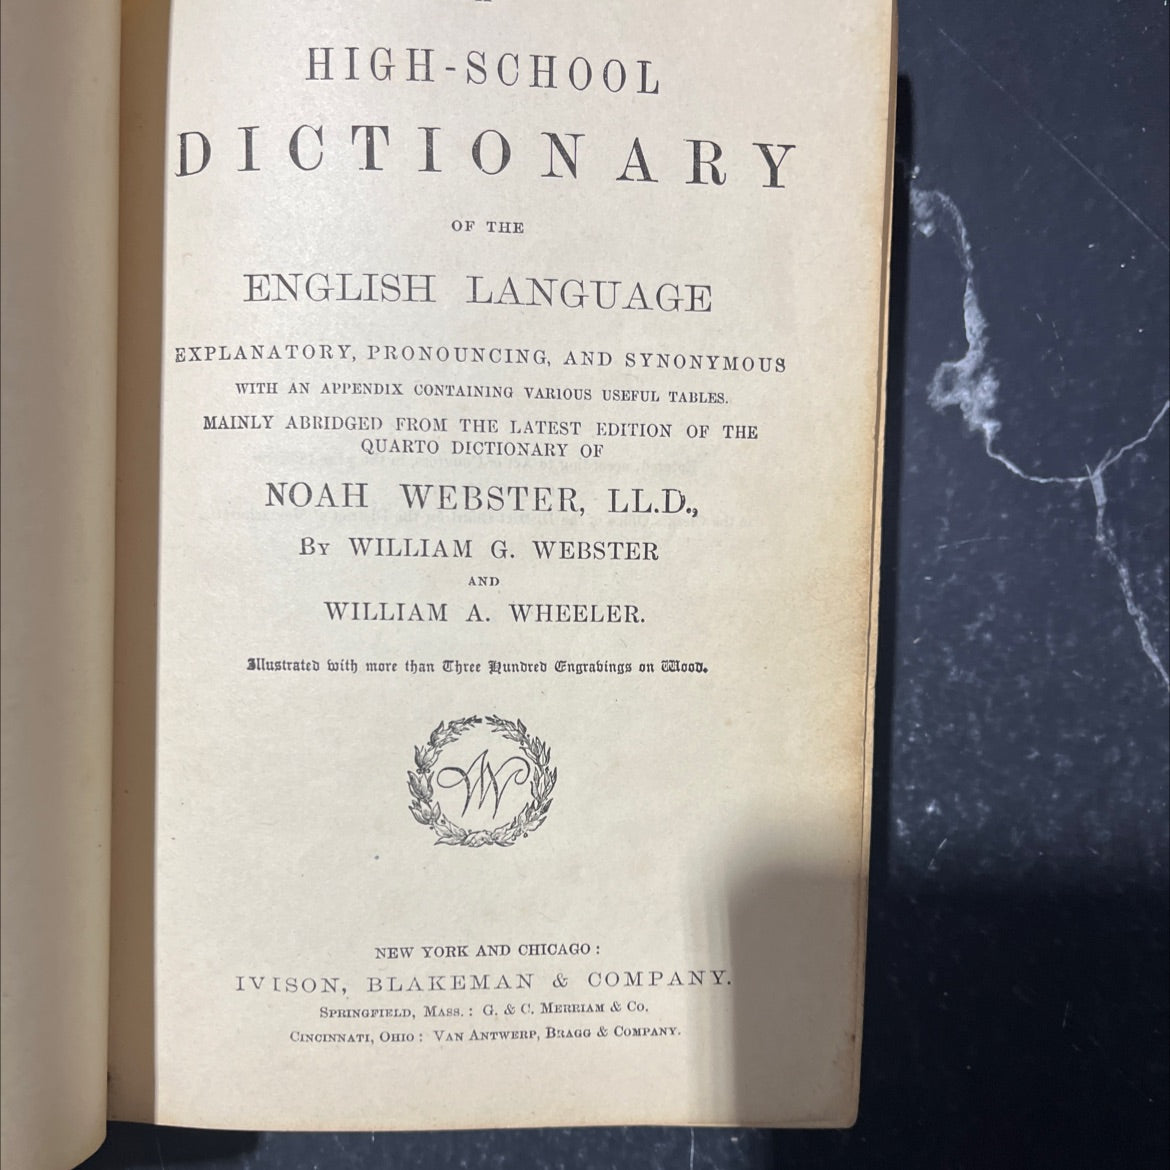 HIGH-SCHOOL
DICTIONARY
OF THE
ENGLISH LANGUAGE
EXPLANATORY, PRONOUNCING, AND SYNONYMOUS
WITH AN APPENDIX CONTAINING VARIOUS USEFUL TABLES.
MAINLY ABRIDGED FROM THE LATEST EDITION OF THE
QUARTO DICTIONARY OF
NOAH WEBSTER, LL.D.,
By WILLIAM G. WEBSTER
AND
WILLIAM A. WHEELER.
Illustrated with more than Three Hundred Engravings on Wood.
W
NEW YORK AND CHICAGO:
IVISON, BLAKEMAN & COMPANY.
Springfield, Mass.: G. & C. Merriam & Co.
Cincinnati, Ohio: Van Antwerp, Bragg & Company.